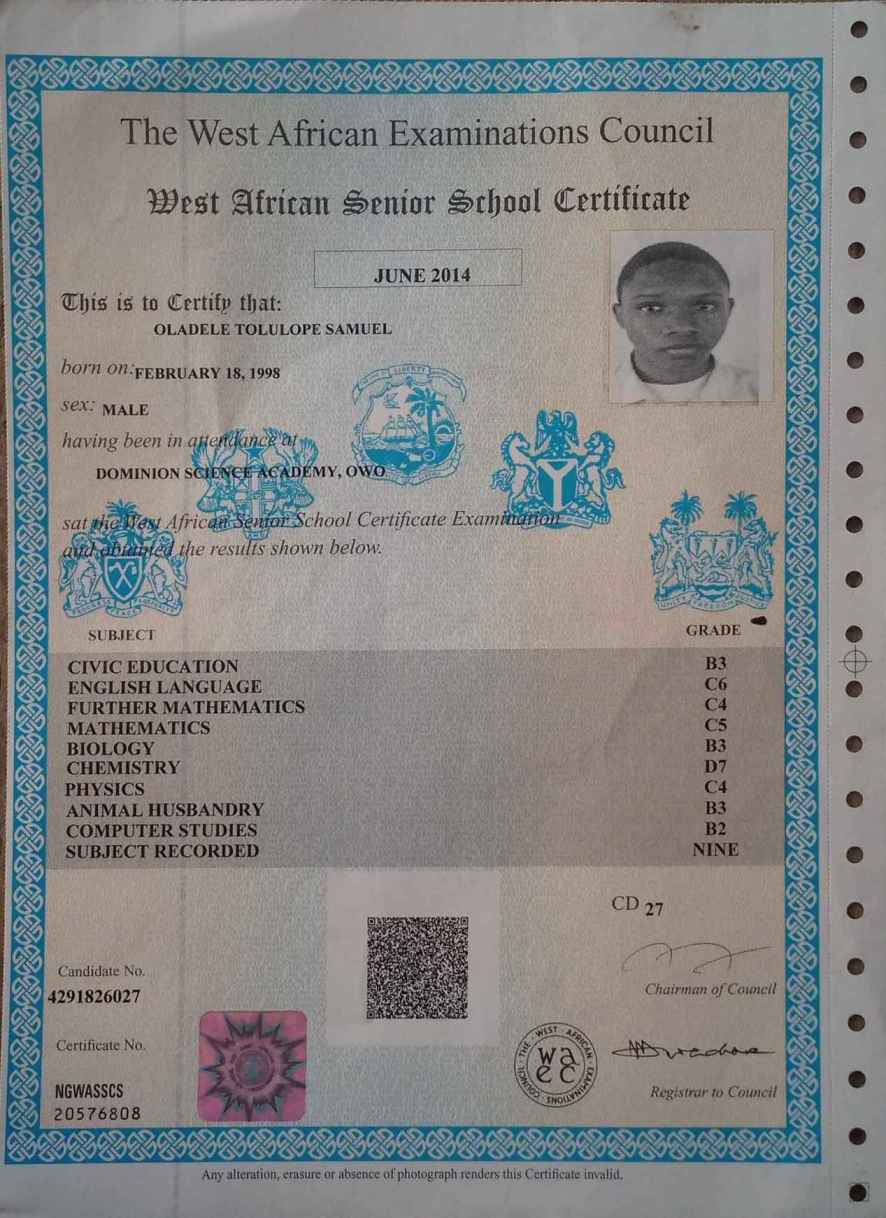 The West African Examinations Council
West African Senior School Certificate
JUNE 2014
This is to Certify that:
OLADELE TOLULOPE SAMUEL
born on: FEBRUARY 18, 1998
sex: MALE
having been in attendance at
DOMINION SCIENCE ACADEMY, OWO
sat the West African Senior School Certificate Examination
and obtained the results shown below.
SUBJECT GRADE
CIVIC EDUCATION B3
ENGLISH LANGUAGE C6
FURTHER MATHEMATICS C4
MATHEMATICS C5
BIOLOGY B3
CHEMISTRY D7
PHYSICS C4
ANIMAL HUSBANDRY B3
COMPUTER STUDIES B2
SUBJECT RECORDED NINE
CD 27
Candidate No.
4291826027
Chairman of Council
Certificate No.
NGWASSCS
20576808
THE WEST AFRICAN EXAMINATIONS COUNCIL
waec
Registrar to Council
Any alteration, erasure or absence of photograph renders this Certificate invalid.